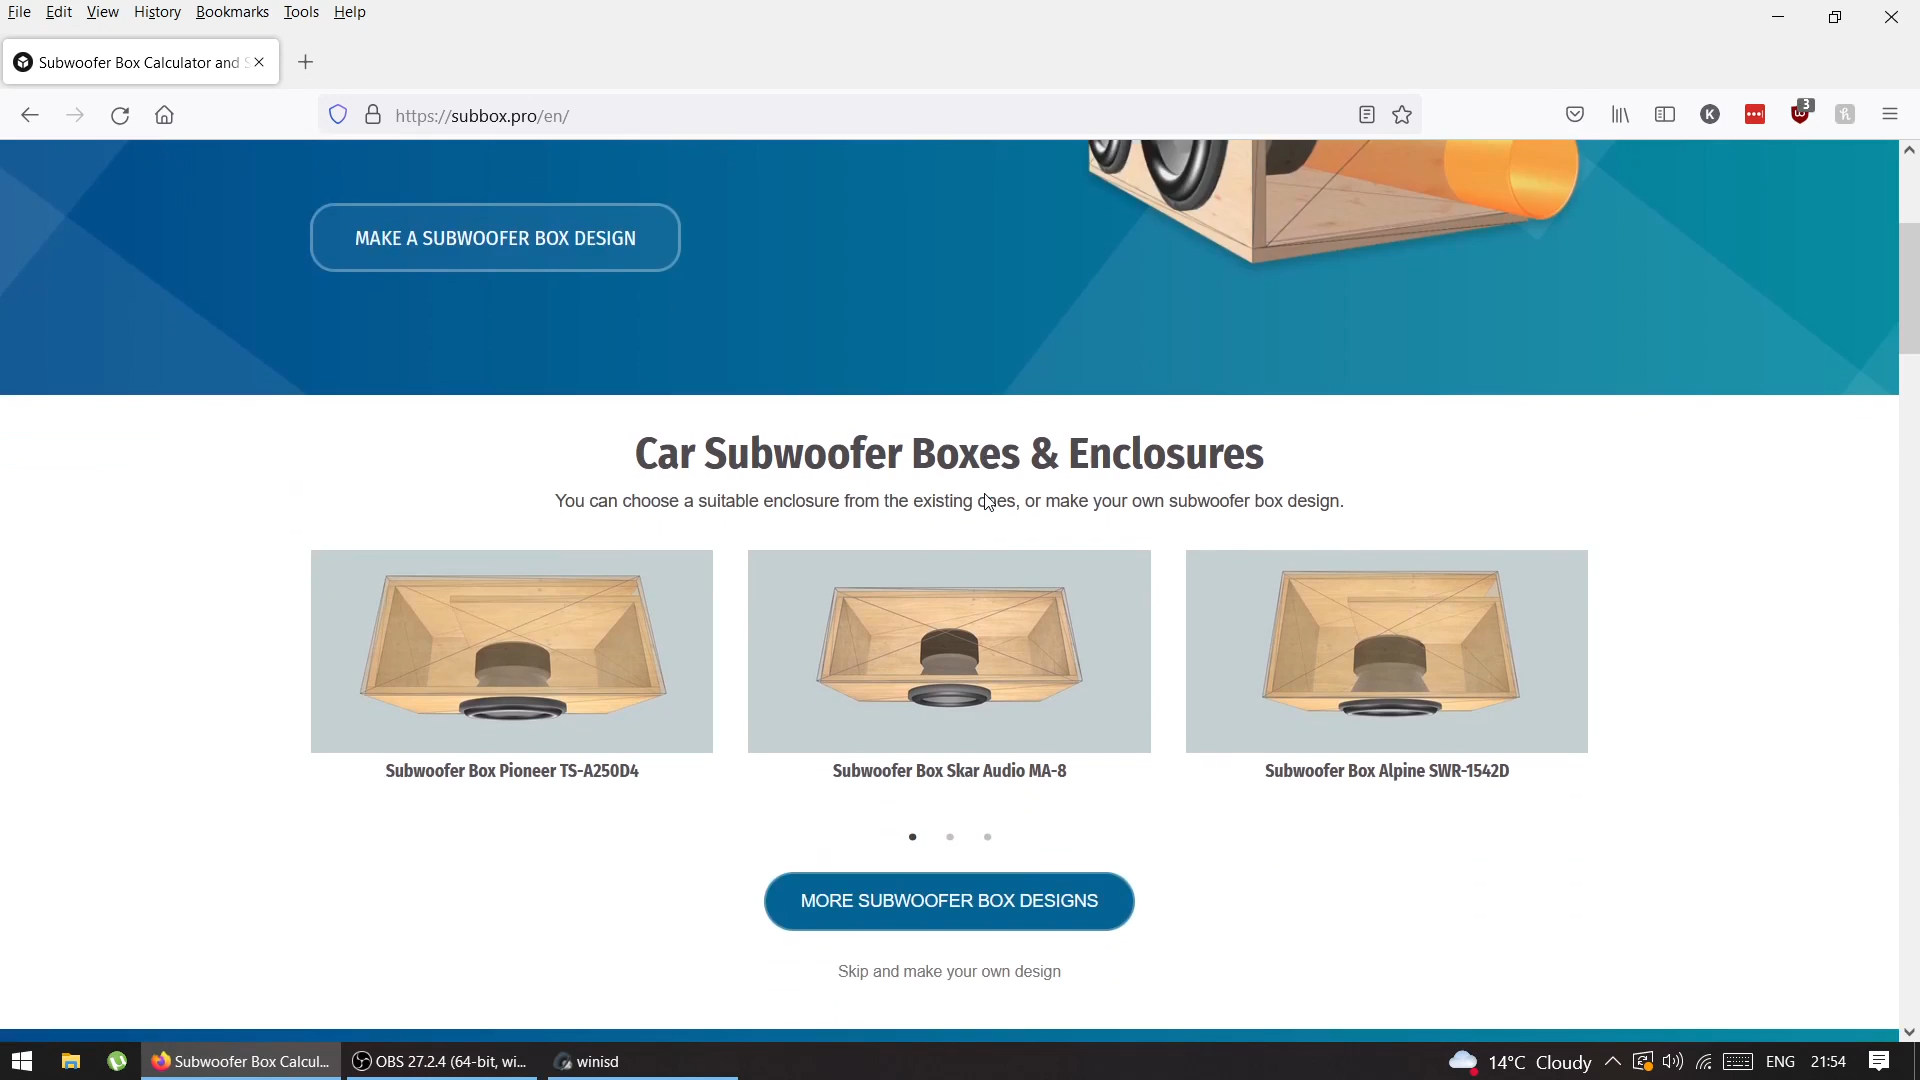 File Edit View History Bookmarks Tools Help
Subwoofer Box Calculator and S
https://subbox.pro/en/
3
MAKE A SUBWOOFER BOX DESIGN
Car Subwoofer Boxes & Enclosures
You can choose a suitable enclosure from the existing ones, or make your own subwoofer box design.
Subwoofer Box Pioneer TS-A250D4
Subwoofer Box Skar Audio MA-8
Subwoofer Box Alpine SWR-1542D
MORE SUBWOOFER BOX DESIGNS
Skip and make your own design
Subwoofer Box Calcul... OBS 27.2.4 (64-bit, wi... winisd 14°C Cloudy ENG 21:54